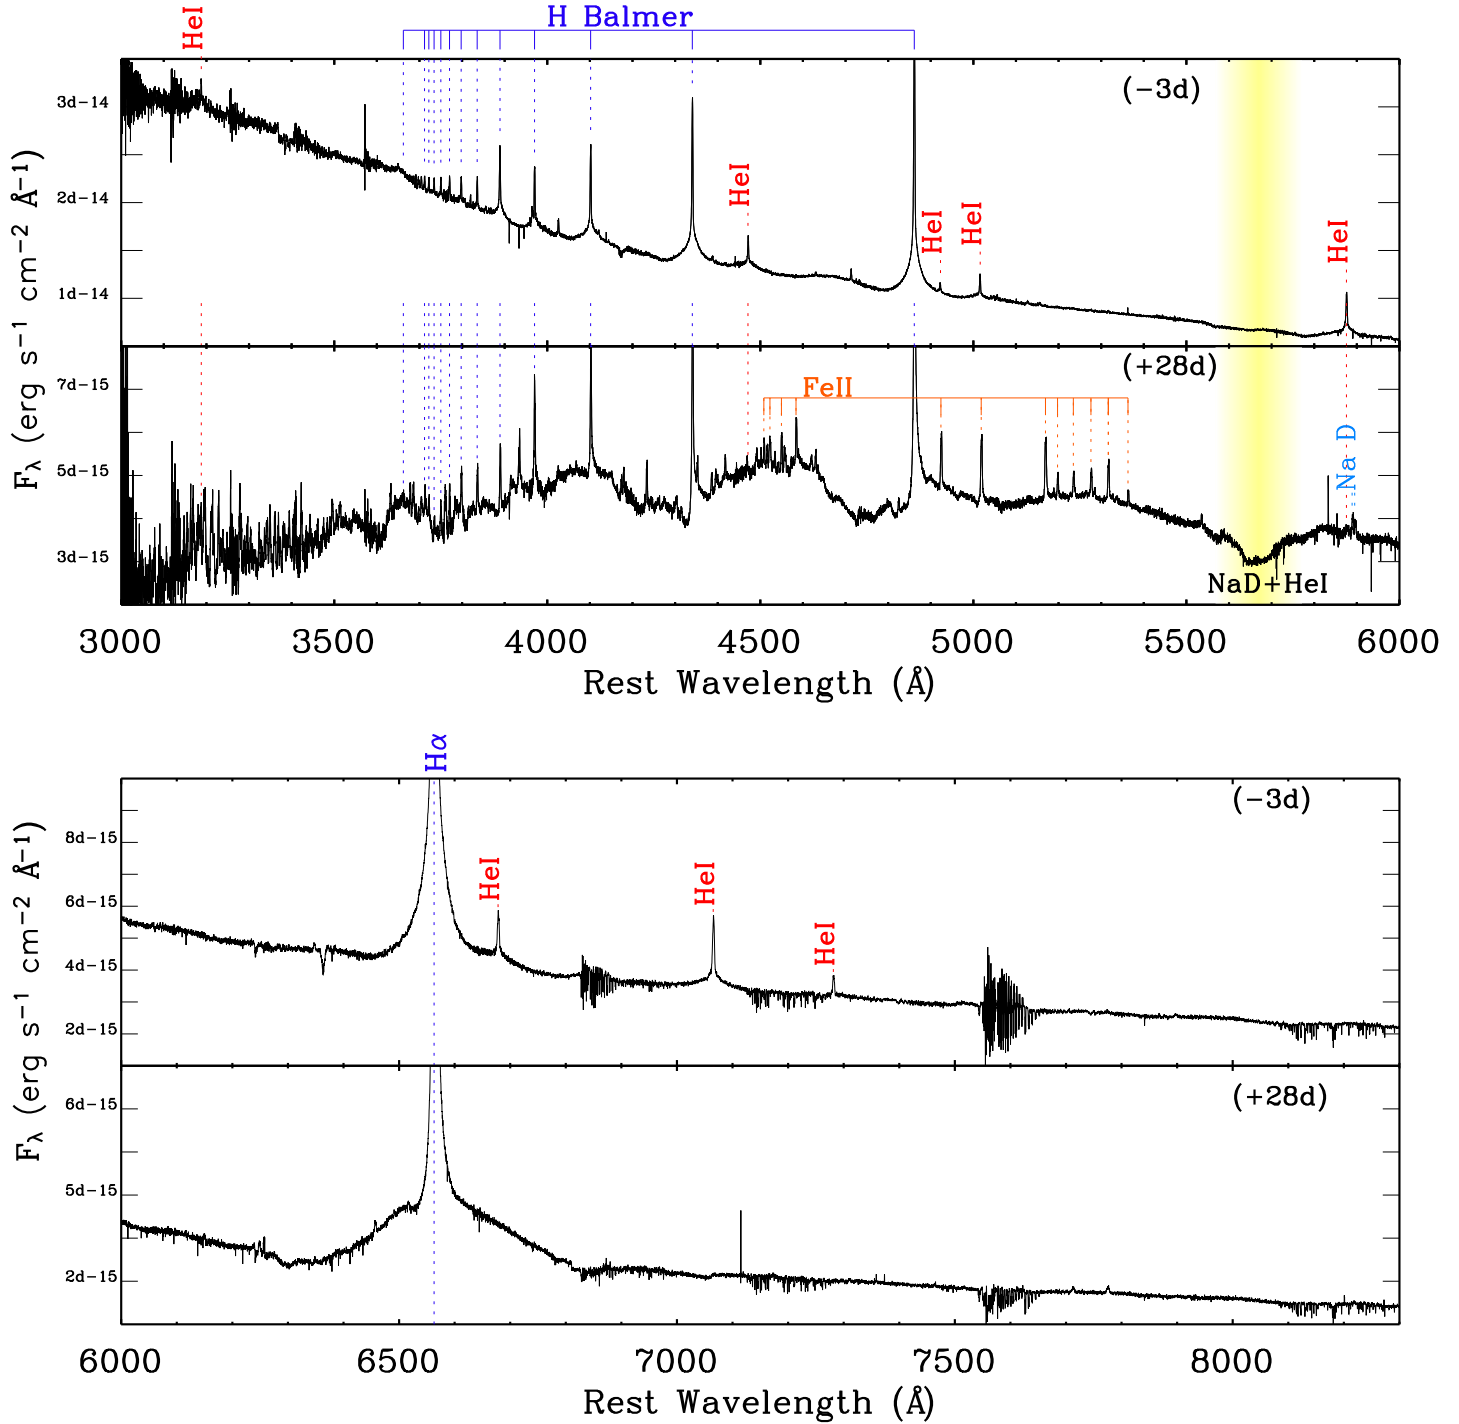 H Balmer
HeI
(-3d)
3d-14
2d-14
1d-14
HeI
HeI
HeI
HeI
Fλ (erg s−1 cm−2 Å−1)
(+28d)
FeII
7d-15
5d-15
3d-15
Na D
NaD+HeI
3000 3500 4000 4500 5000 5500 6000
Rest Wavelength (Å)
Hα
(-3d)
8d-15
6d-15
4d-15
2d-15
HeI
HeI
HeI
Fλ (erg s−1 cm−2 Å−1)
(+28d)
6d-15
5d-15
2d-15
6000 6500 7000 7500 8000
Rest Wavelength (Å)